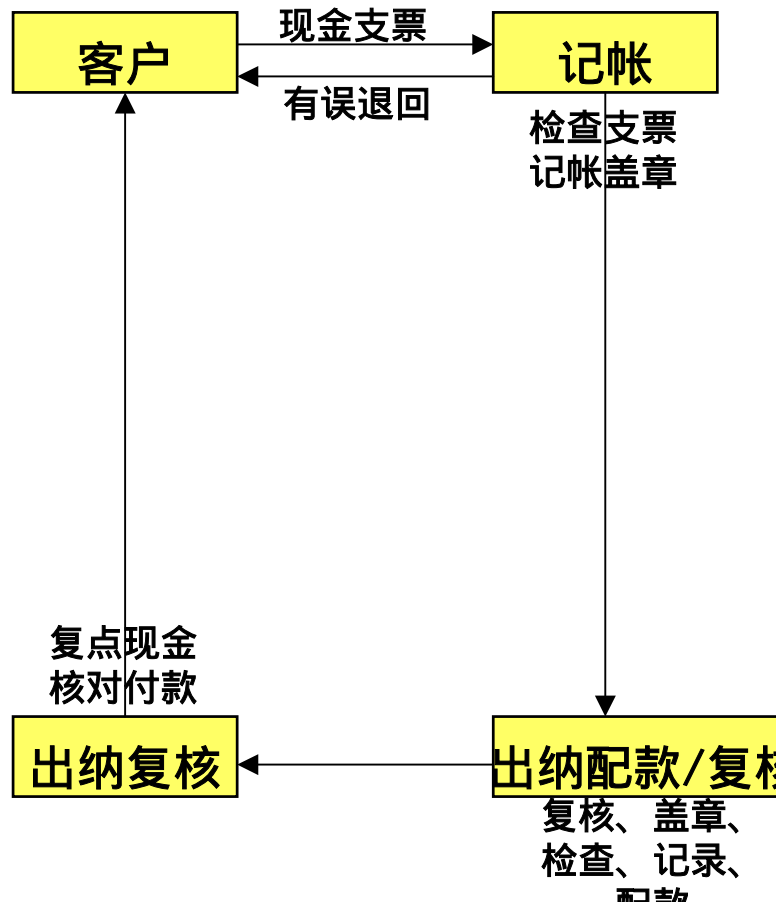 现金支票
客户
记帐
有误退回
检查支票
记帐盖章
复点现金
核对付款
出纳复核
出纳配款/复核
复核、盖章、
检查、记录、
配款